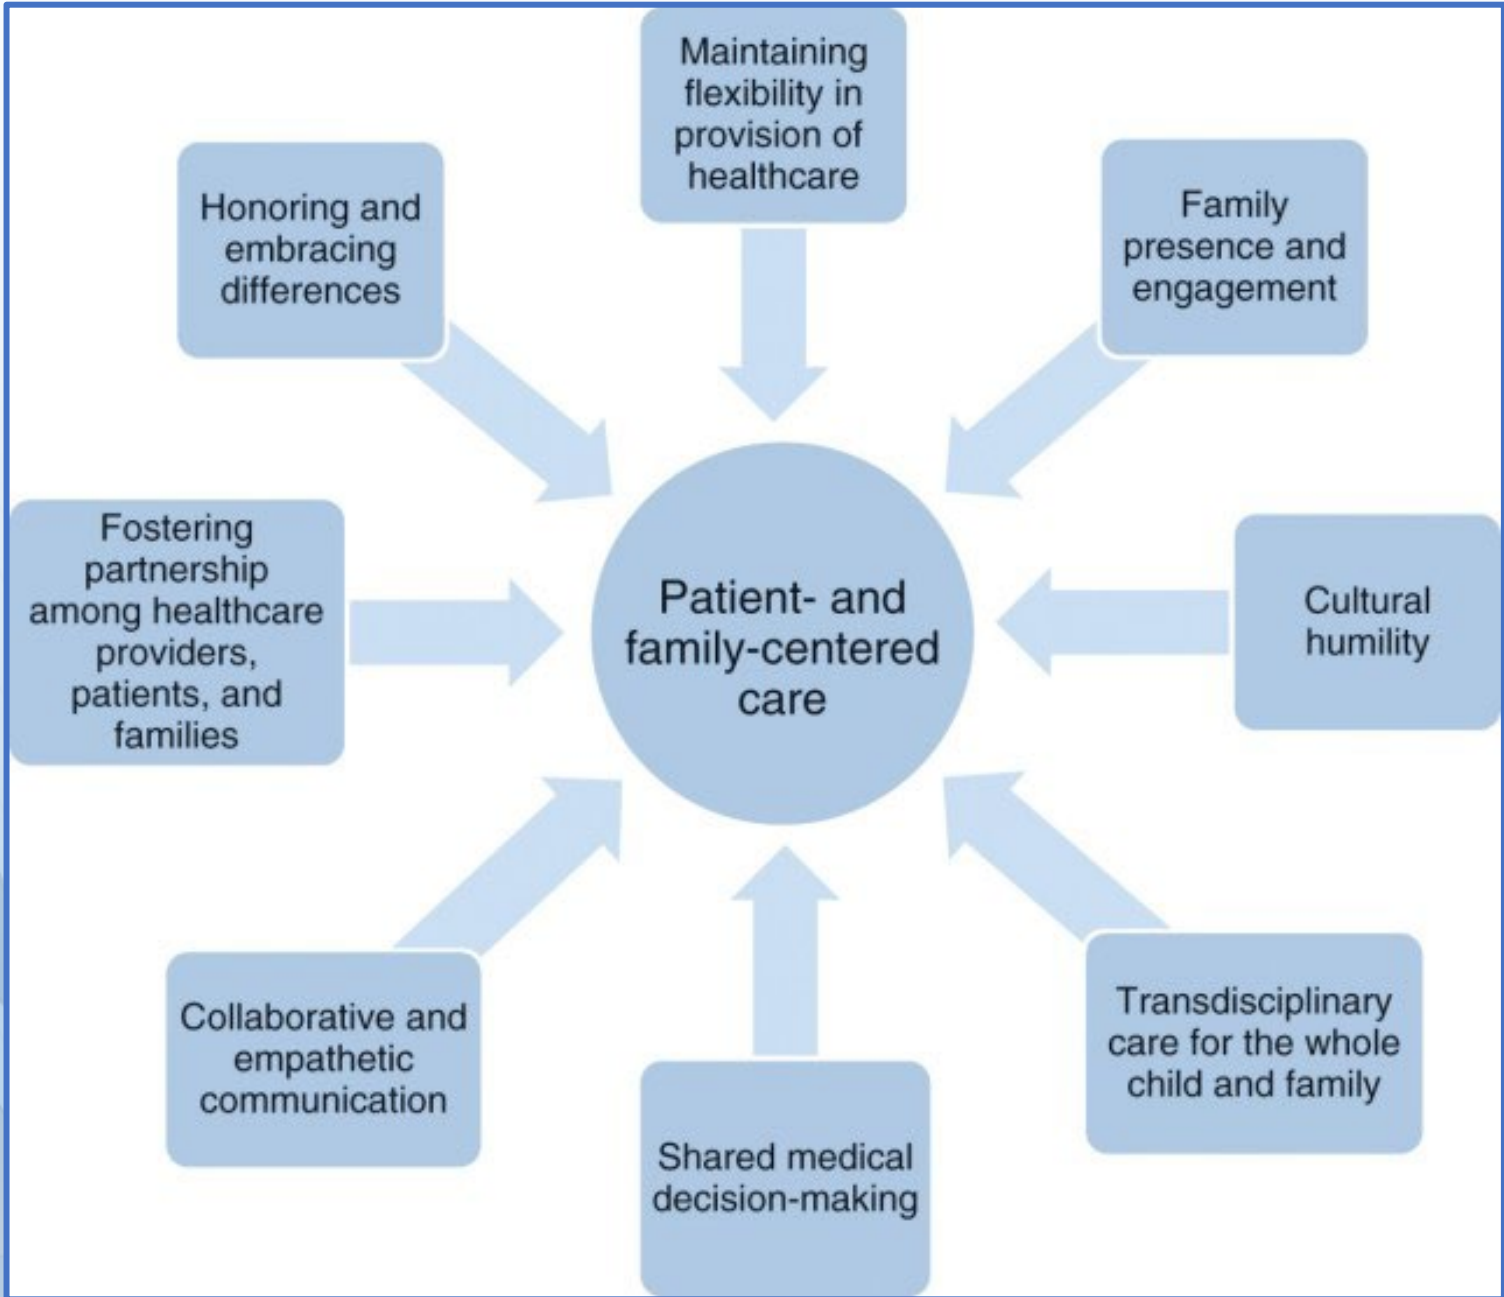 Maintaining
flexibility in
provision of
healthcare
Honoring and
embracing
differences
Family
presence and
engagement
Fostering
partnership
among healthcare
providers,
patients, and
families
Patient- and
family-centered
care
Cultural
humility
Collaborative and
empathetic
communication
Transdisciplinary
care for the whole
child and family
Shared medical
decision-making